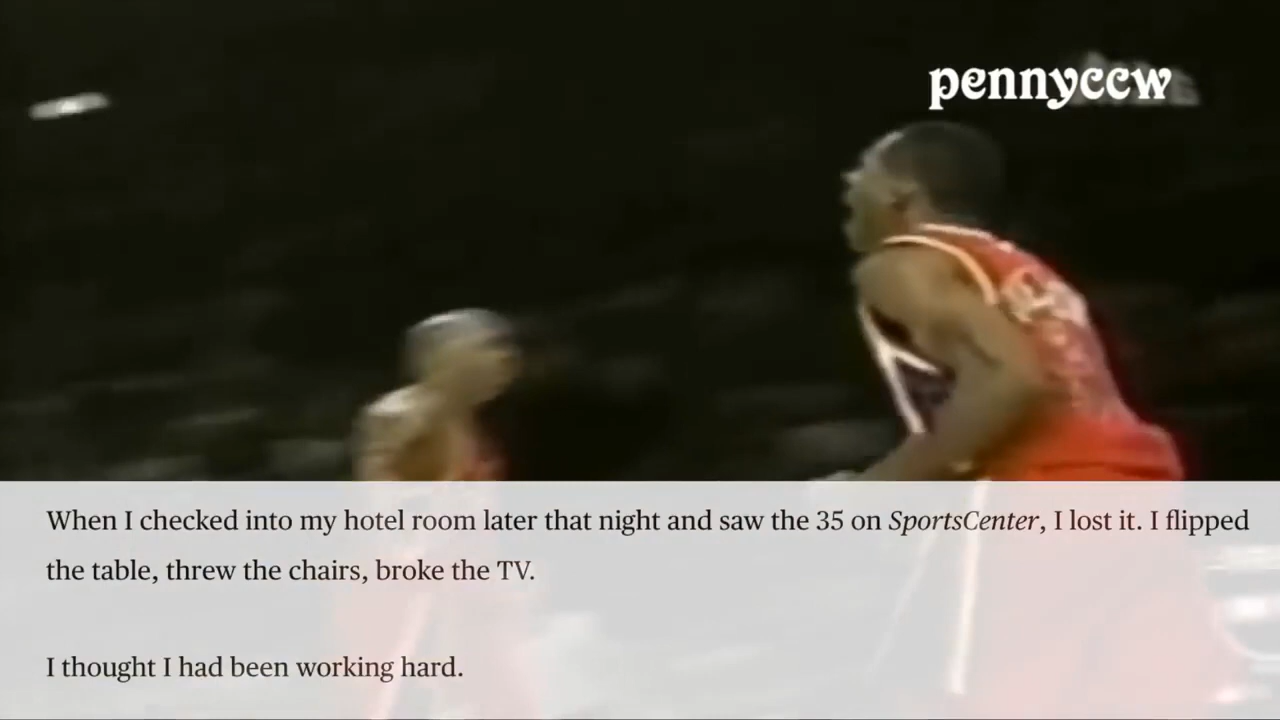 pennyccw
When I checked into my hotel room later that night and saw the 35 on SportsCenter, I lost it. I flipped
the table, threw the chairs, broke the TV.
I thought I had been working hard.